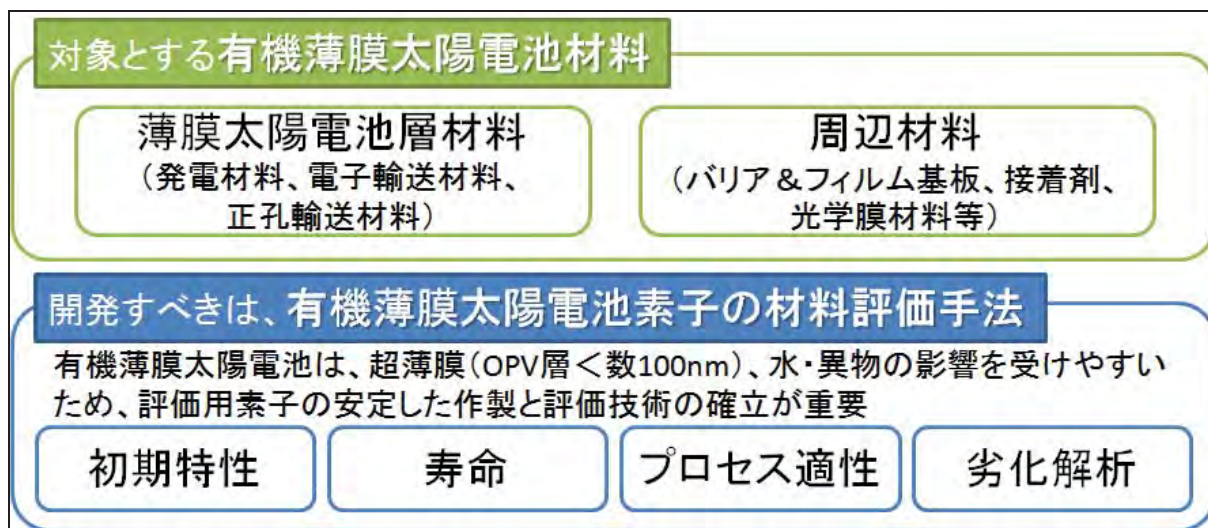 対象とする有機薄膜太陽電池材料
薄膜太陽電池層材料
（発電材料、電子輸送材料、
正孔輸送材料）
周辺材料
（バリア＆フィルム基板、接着剤、
光学膜材料等）
開発すべきは、有機薄膜太陽電池素子の材料評価手法
有機薄膜太陽電池は、超薄膜（OPV層＜数100nm）、水・異物の影響を受けやすい
ため、評価用素子の安定した作製と評価技術の確立が重要
初期特性
寿命
プロセス適性
劣化解析